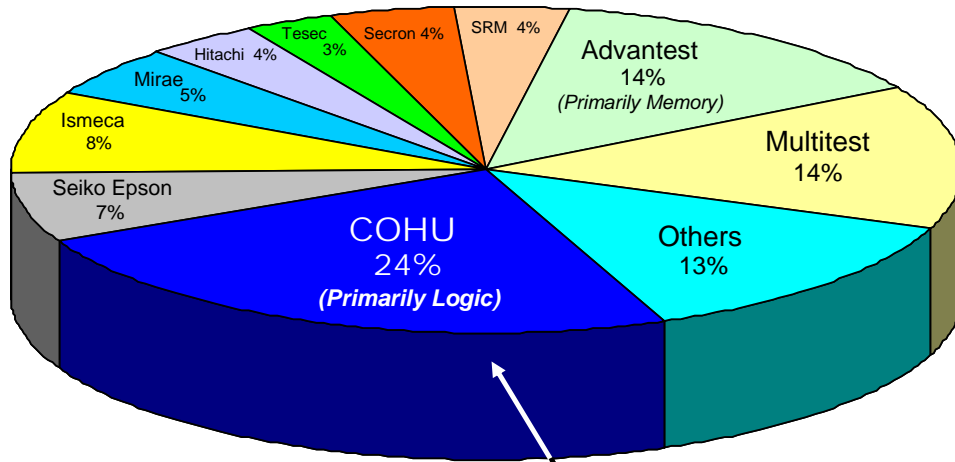 SRM 4%
Advantest
14%
(Primarily Memory)
Multitest
14%
Others
13%
COHU
24%
(Primarily Logic)
Seiko Epson
7%
Ismeca
8%
Mirae
5%
Hitachi 4%
Tesec
3%
Secron 4%